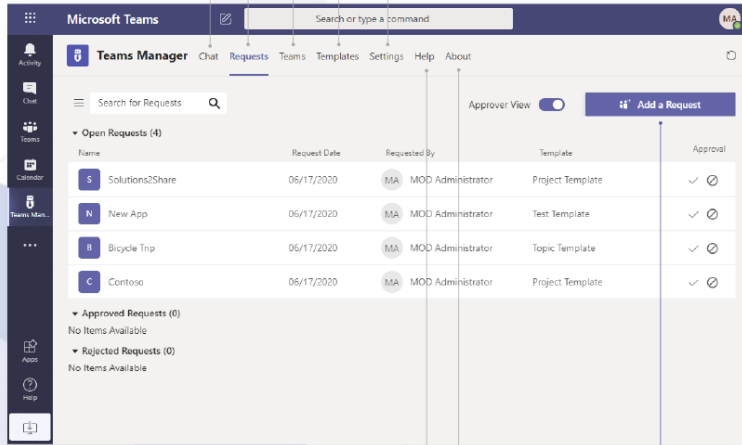 Microsoft Teams
Search or type a command
MA
Activity
Chat
Teams
Calendar
Teams Man...
Apps
Help
Teams Manager Chat Requests Teams Templates Settings Help About
Search for Requests
Approver View
Add a Request
Open Requests (4)
Name Request Date Requested By Template Approval
S Solutions2Share 06/17/2020 MA MOD Administrator Project Template
N New App 06/17/2020 MA MOD Administrator Test Template
B Bicycle Trip 06/17/2020 MA MOD Administrator Topic Template
C Contoso 06/17/2020 MA MOD Administrator Project Template
Approved Requests (0)
No Items Available
Rejected Requests (0)
No Items Available